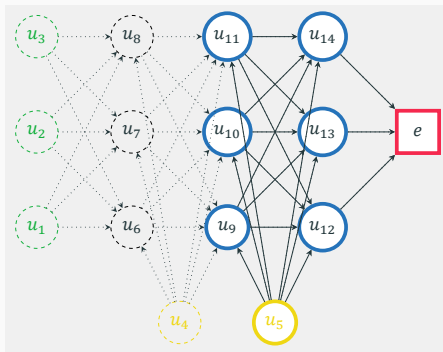 u₃ u₈ u₁₁ u₁₄
u₂ u₇ u₁₀ u₁₃ e
u₁ u₆ u₉ u₁₂
u₄ u₅